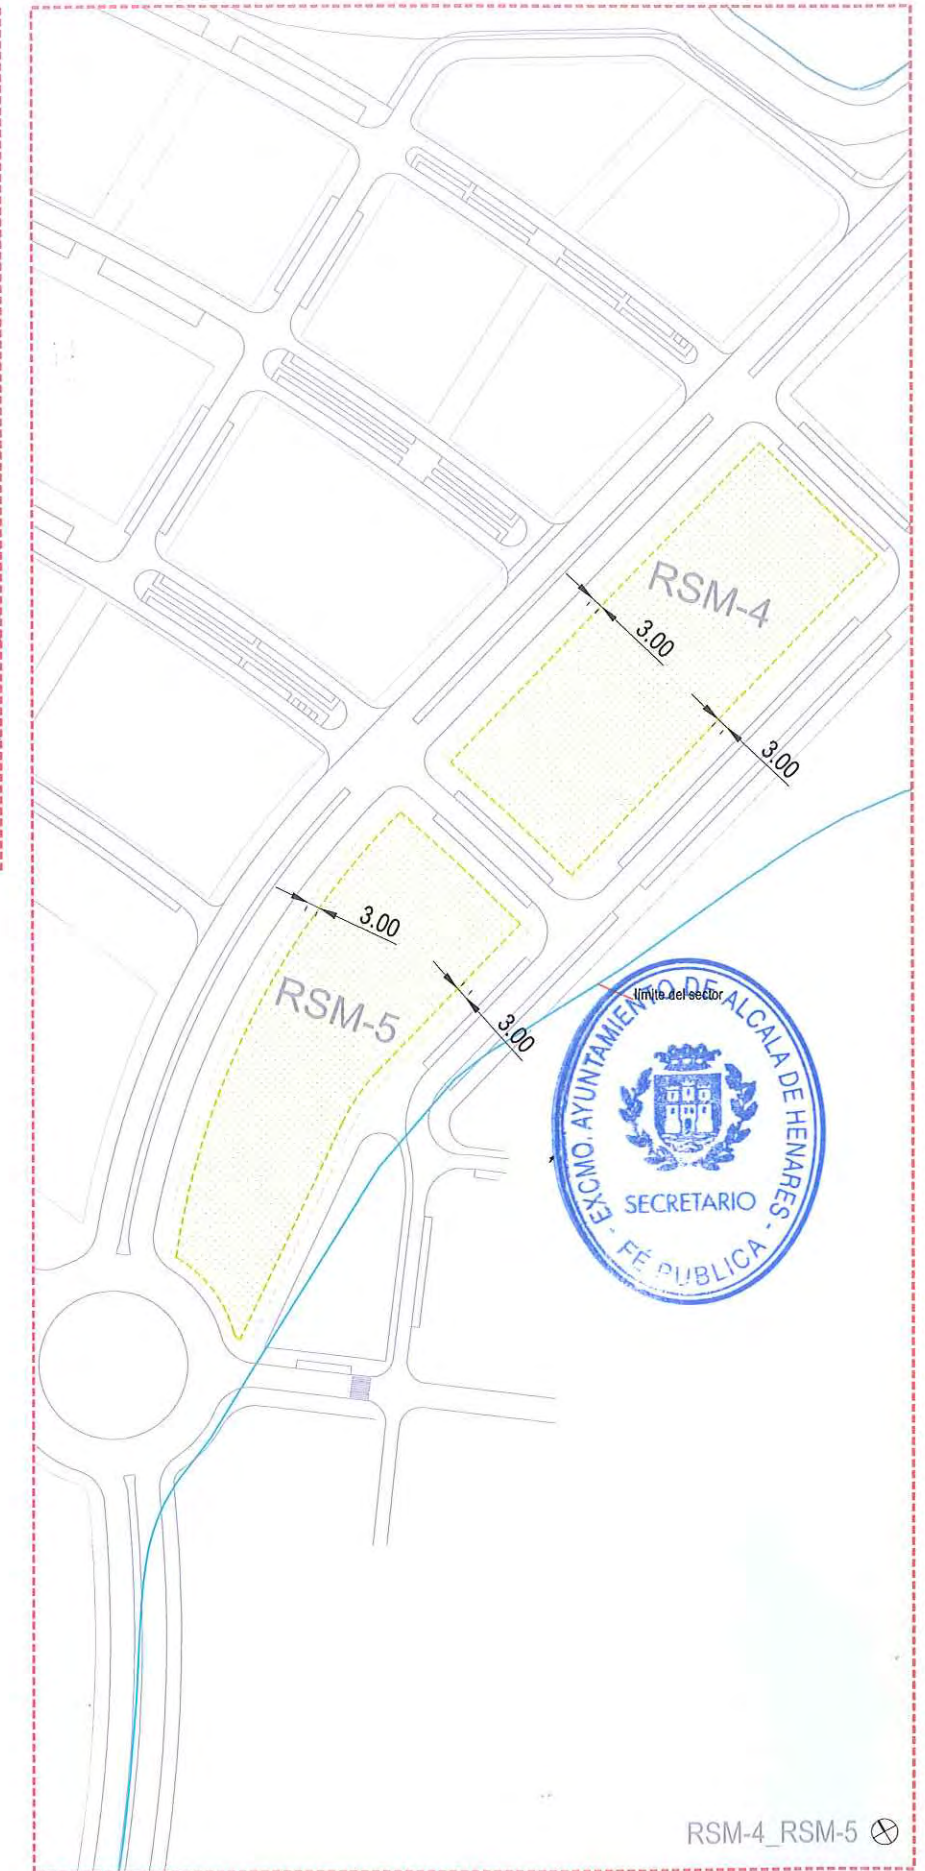 RSM-4
3.00
3.00
3.00
RSM-5
3.00
límite del sector
EXCMO. AYUNTAMIENTO DE ALCALA DE HENARES -
SECRETARIO
- FÉ PUBLICA -
RSM-4_RSM-5